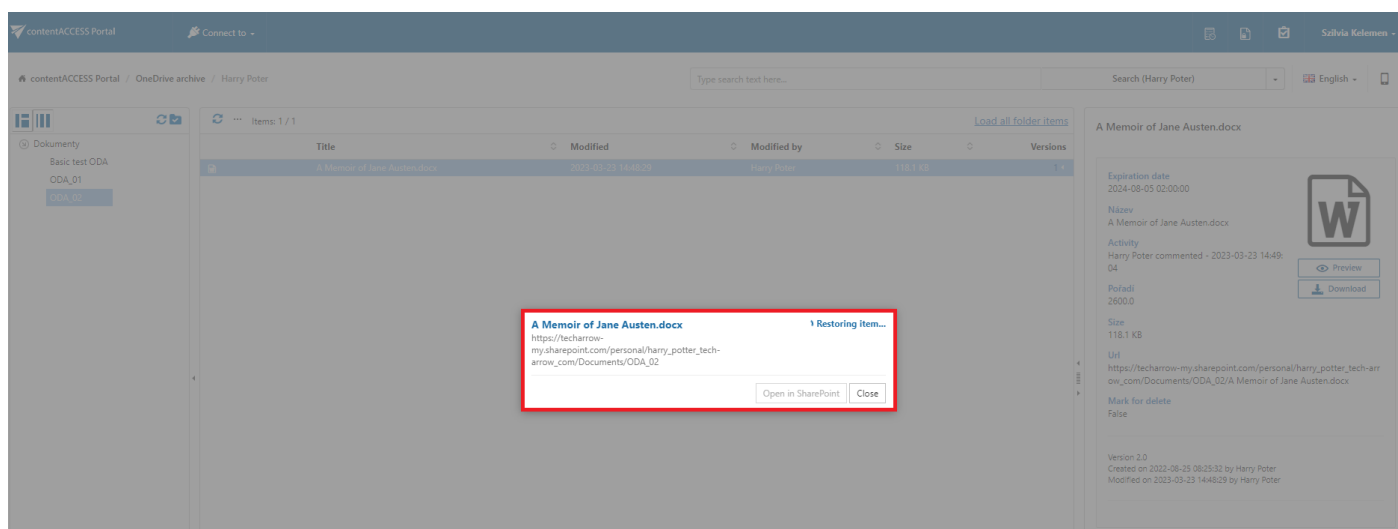 contentACCESS Portal
Connect to
Szilvia Kelemen
contentACCESS Portal / OneDrive archive / Harry Poter
Type search text here...
Search (Harry Poter)
English
Items: 1 / 1
Load all folder items
Dokumenty
Basic test ODA
ODA_01
ODA_02
Title
Modified
Modified by
Size
Versions
A Memoir of Jane Austen.docx
2023-03-23 14:48:29
Harry Poter
118.1 KB
A Memoir of Jane Austen.docx
Expiration date
2024-08-05 02:00:00
Název
A Memoir of Jane Austen.docx
Activity
Harry Poter commented - 2023-03-23 14:49:
04
Pořadí
2600.0
Size
118.1 KB
Url
https://techarrow-my.sharepoint.com/personal/harry_potter_tech-arr
ow_com/Documents/ODA_02/A Memoir of Jane Austen.docx
Mark for delete
False
Version 2.0
Created on 2022-08-25 08:25:32 by Harry Poter
Modified on 2023-03-23 14:48:29 by Harry Poter
W
Preview
Download
A Memoir of Jane Austen.docx
Restoring item...
https://techarrow-
my.sharepoint.com/personal/harry_potter_tech-
arrow_com/Documents/ODA_02
Open in SharePoint
Close